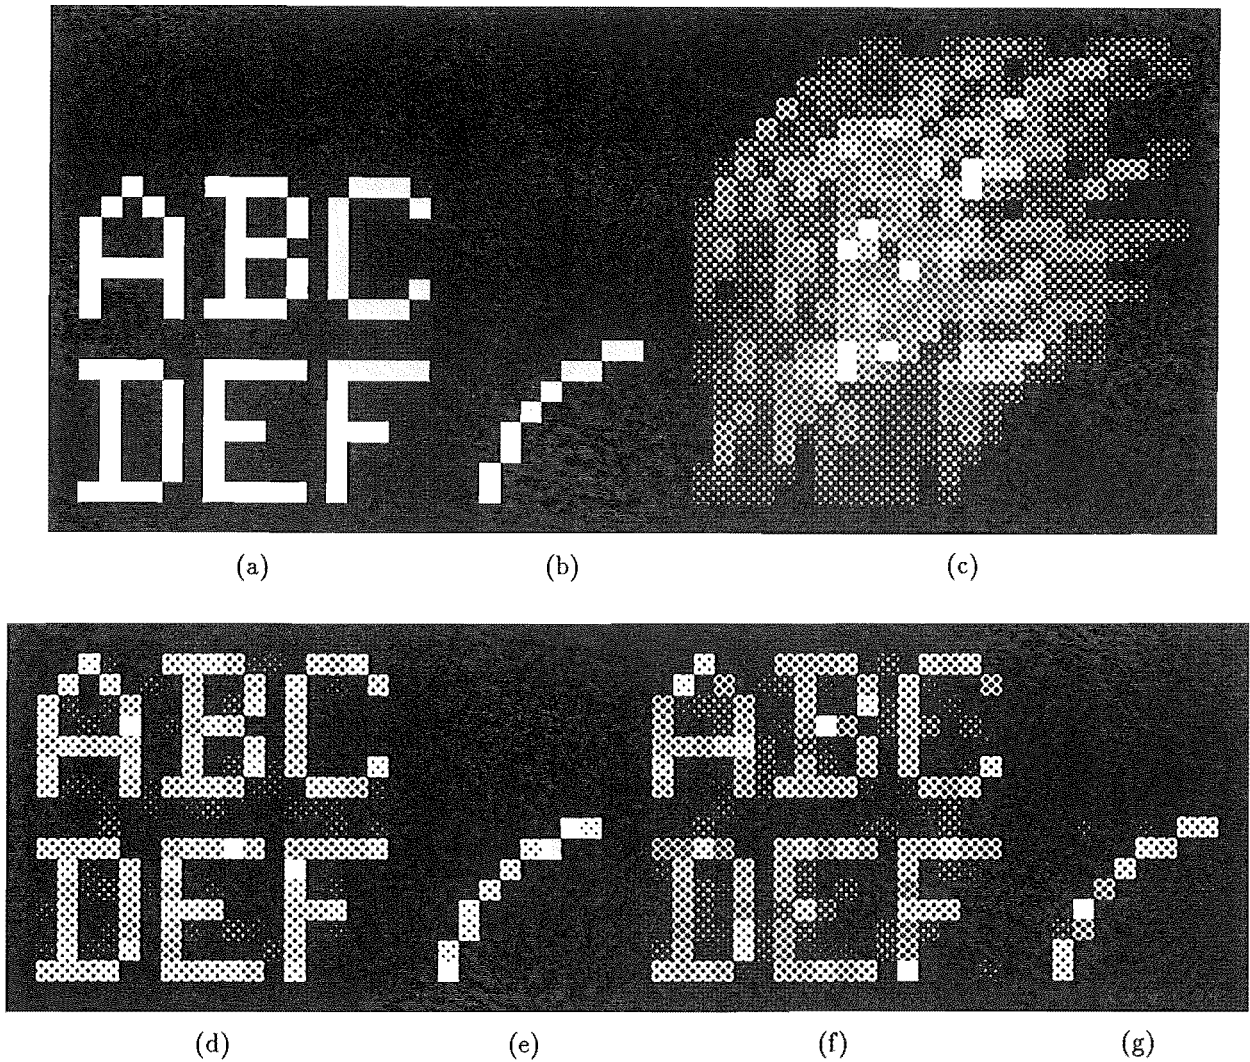 ABC
DEF
(a) (b) (c)
ABC ABC
DEF DEF
(d) (e) (f) (g)